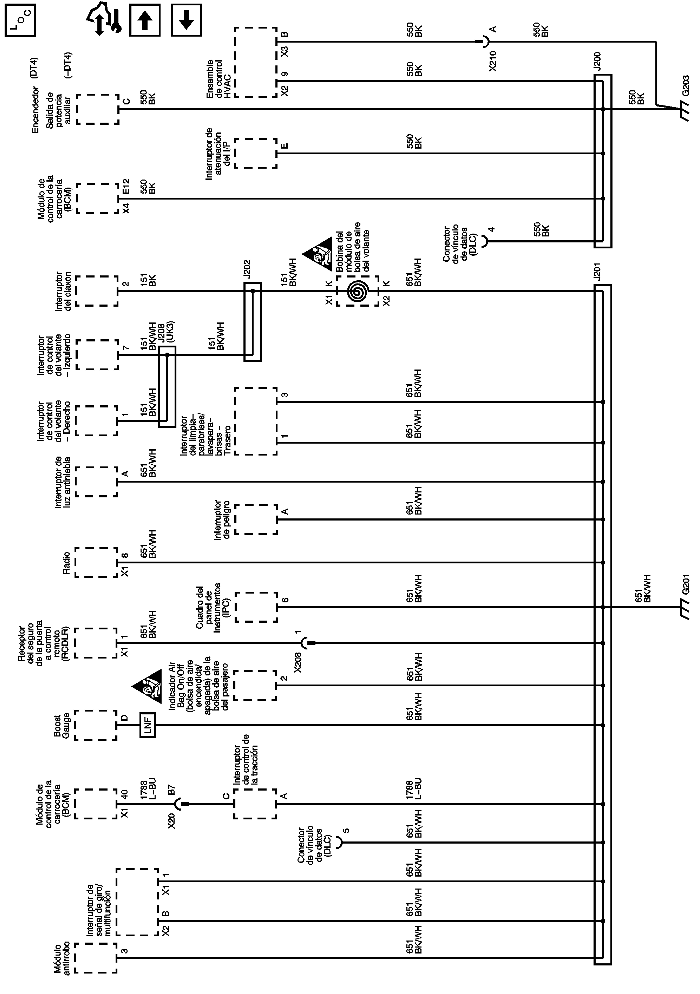 LOC
(DT4)
(–DT4)
Encendedor
Salida de
potencia
auxiliar
C
550
BK
Ensamble
de control
HVAC
B
X3
550
BK
A
X210
550
BK
9
X2
550
BK
J200
550
BK
G203
Interruptor de
atenuación
del I/P
E
550
BK
Módulo de
control de la
carrocería
(BCM)
E12
X4
550
BK
Conector
de vínculo
de datos
(DLC)
4
550
BK
Interruptor
del claxón
2
151
BK
J202
151
BK/WH
Bobina del
módulo de
bolsa de aire
del volante
K
X1
K
X2
651
BK/WH
J201
Interruptor
de control
del volante
– Izquierdo
7
151
BK/WH
J208
(UK3)
151
BK/WH
Interruptor
de control
del volante
– Derecho
1
151
BK/WH
Interruptor
del limpia–
parabrisas/
lavapara–
brisas –
Trasero
3
651
BK/WH
1
651
BK/WH
Interruptor de
luz antiniebla
A
651
BK/WH
Interruptor
de peligro
A
651
BK/WH
Radio
8
X1
651
BK/WH
Cuadro del
panel de
instrumentos
(IPC)
6
651
BK/WH
651
BK/WH
G201
Receptor
del seguro
de la puerta
a control
remoto
(RCDLR)
1
X1
651
BK/WH
1
X208
Indicador Air
Bag On/Off
(bolsa de aire
encendida/
apagada) de la
bolsa de aire
del pasajero
2
651
BK/WH
Boost
Gauge
D
LNF
651
BK/WH
Módulo de
control de la
carrocería
(BCM)
40
X1
1788
L–BU
B7
X20
Interruptor
de control de
la tracción
C
A
1788
L–BU
Conector
de vínculo
de datos
(DLC)
5
651
BK/WH
Interruptor de
señal de giro/
multifunción
1
X1
651
BK/WH
B
X2
651
BK/WH
Módulo
antirrobo
3
651
BK/WH